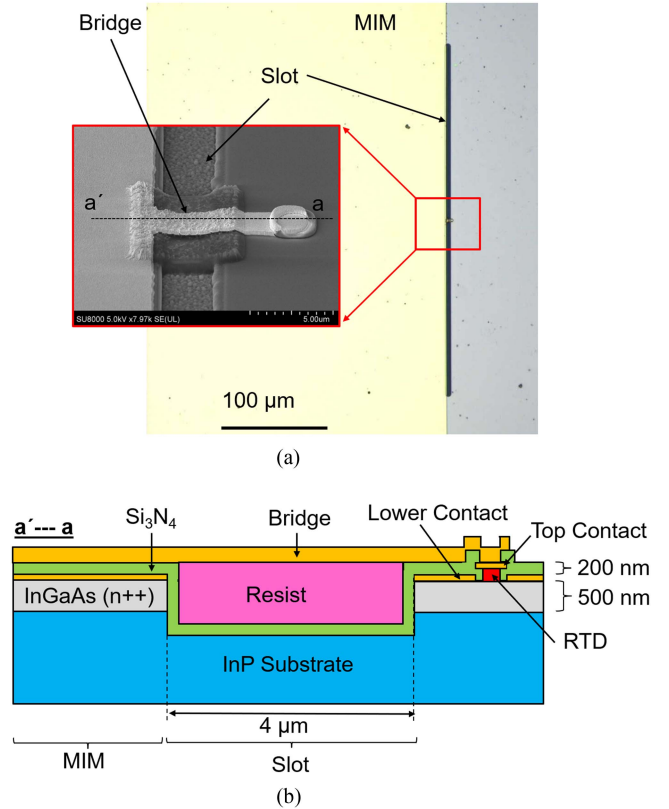 Bridge
MIM
Slot
a´
a
SU8000 5.0kV x7.97k SE(UL)
5.00um
100 µm
(a)
a´--- a
Si3N4
Bridge
Lower Contact
Top Contact
200 nm
InGaAs (n++)
Resist
500 nm
RTD
InP Substrate
4 µm
MIM
Slot
(b)